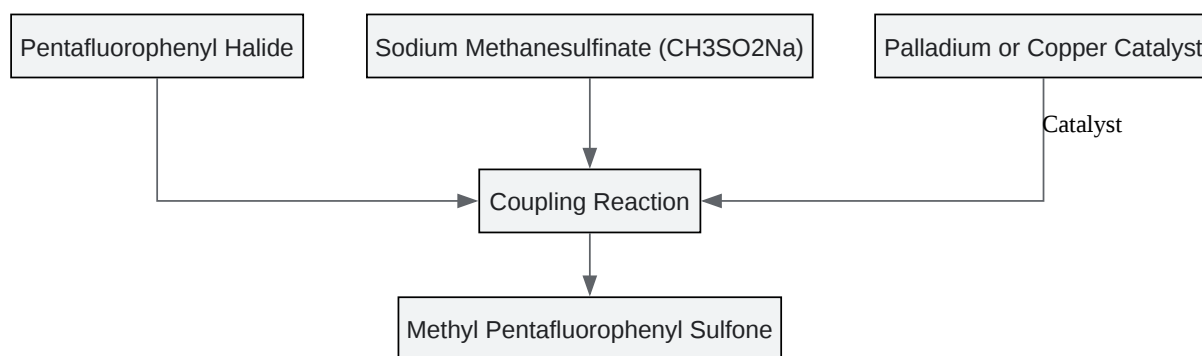 Pentafluorophenyl Halide
Sodium Methanesulfinate (CH3SO2Na)
Palladium or Copper Catalyst
Catalyst
Coupling Reaction
Methyl Pentafluorophenyl Sulfone